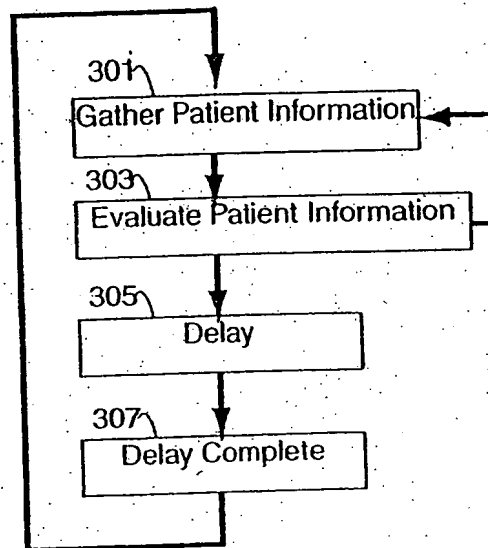 301
Gather Patient Information
303
Evaluate Patient Information
305
Delay
307
Delay Complete